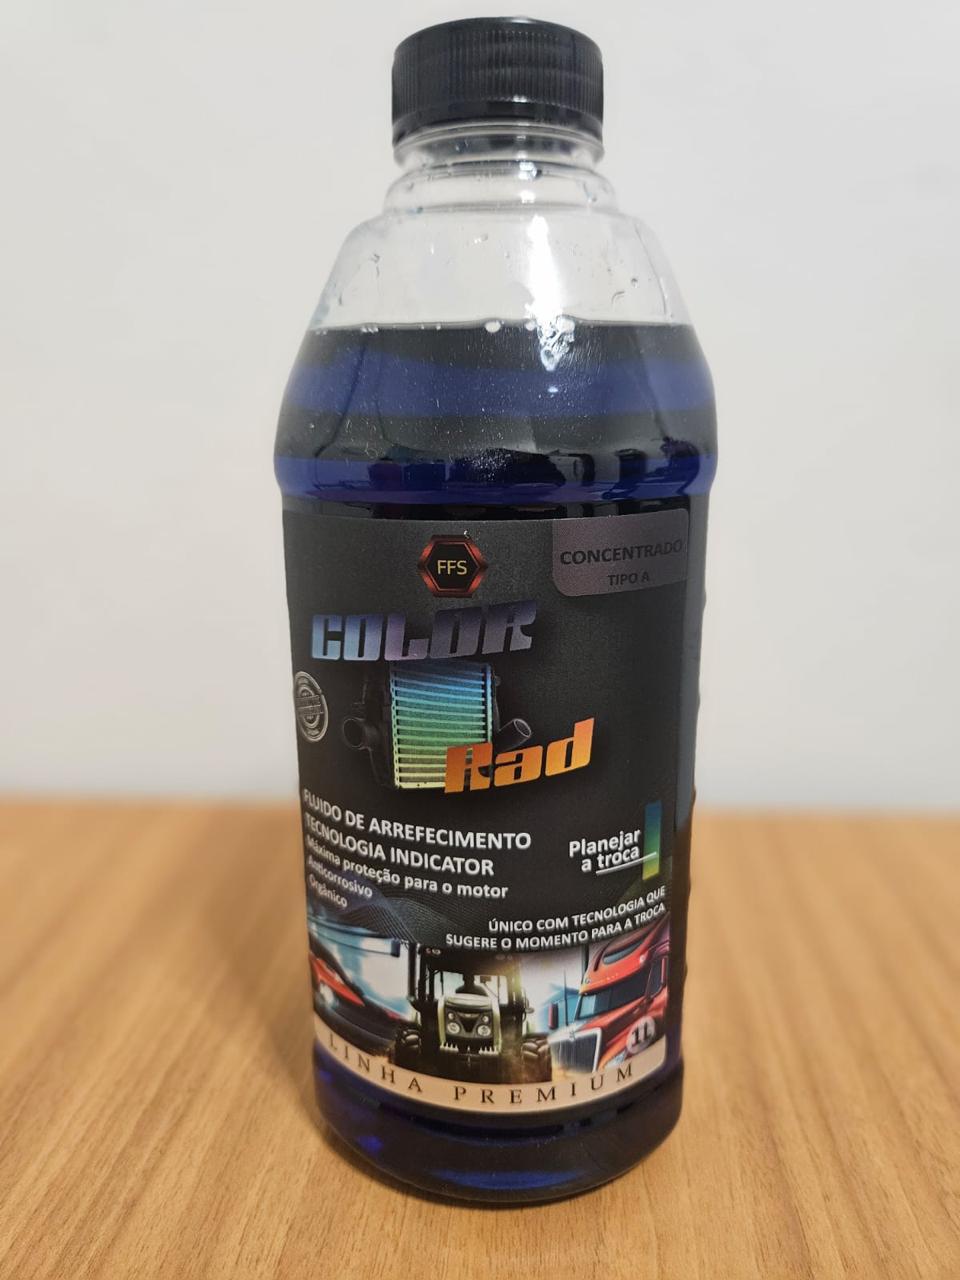 FFS
CONCENTRADO
TIPO A
COLOR
Rad
FLUIDO DE ARREFECIMENTO
TECNOLOGIA INDICATOR
Máxima proteção para o motor
Anticorrosivo
Orgânico
Planejar
a troca
ÚNICO COM TECNOLOGIA QUE
SUGERE O MOMENTO PARA A TROCA
1L
LINHA PREMIUM